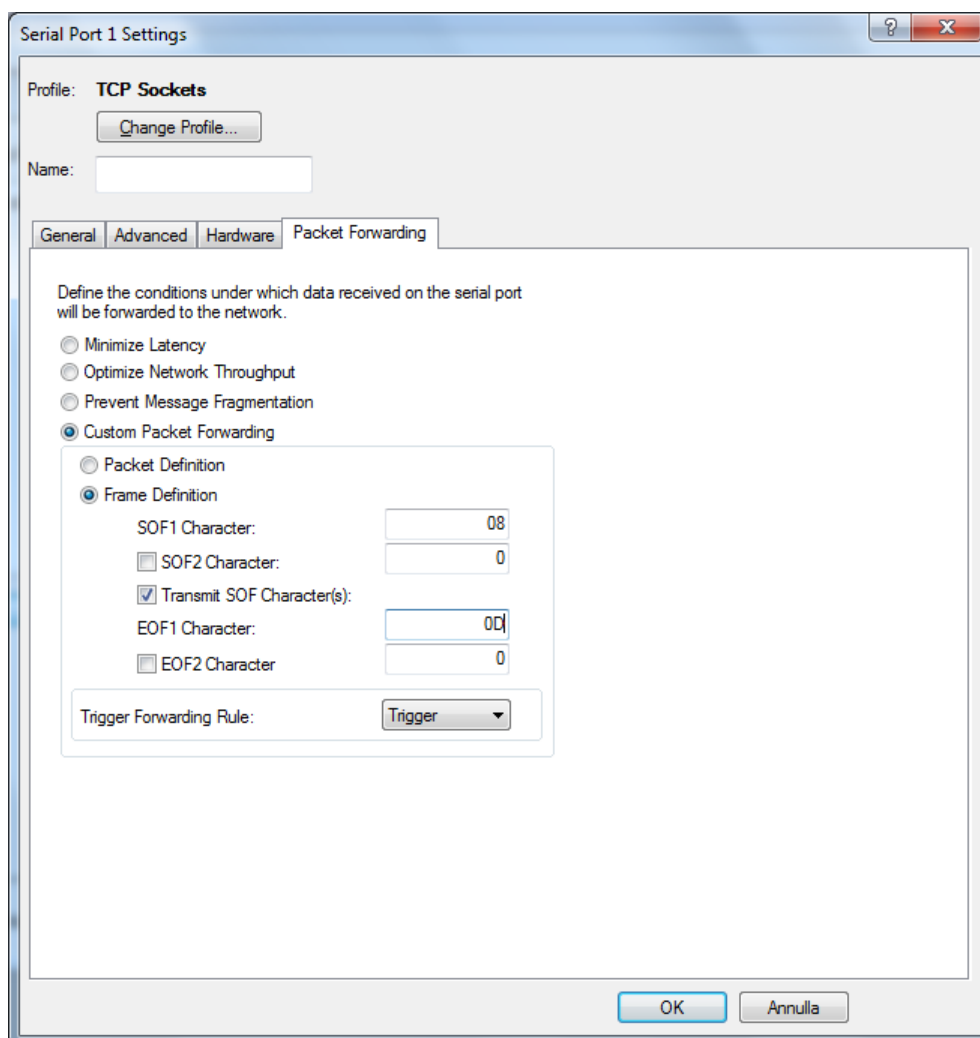 Serial Port 1 Settings
Profile: TCP Sockets
Change Profile...
Name:
General Advanced Hardware Packet Forwarding
Define the conditions under which data received on the serial port
will be forwarded to the network.
Minimize Latency
Optimize Network Throughput
Prevent Message Fragmentation
Custom Packet Forwarding
Packet Definition
Frame Definition
SOF1 Character: 08
SOF2 Character: 0
Transmit SOF Character(s):
EOF1 Character: 0D
EOF2 Character 0
Trigger Forwarding Rule: Trigger
OK Annulla